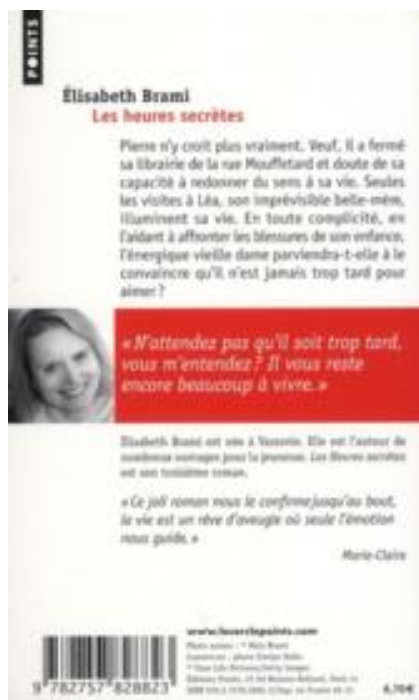 POINTS
Élisabeth Brami
Les heures secrètes
Pierre n'y croit plus vraiment. Veuf, il a fermé
sa librairie de la rue Mouffetard et doute de sa
capacité à redonner du sens à sa vie. Seules
les visites à Léa, son imprévisible belle-mère,
illuminent sa vie. En toute complicité, en
l'aidant à affronter les blessures de son enfance,
l'énergique vieille dame parviendra-t-elle à le
convaincre qu'il n'est jamais trop tard pour
aimer ?
« N'attendez pas qu'il soit trop tard,
vous m'entendez ? Il vous reste
encore beaucoup à vivre. »
Élisabeth Brami est née à Varsovie. Elle est l'auteur de
nombreux ouvrages pour la jeunesse. Les Heures secrètes
est son troisième roman.
« Ce joli roman nous le confirme jusqu'au bout,
la vie est un rêve d'aveugle où seule l'émotion
nous guide. »
Marie-Claire
www.lecerclepoints.com
9 782757 828823